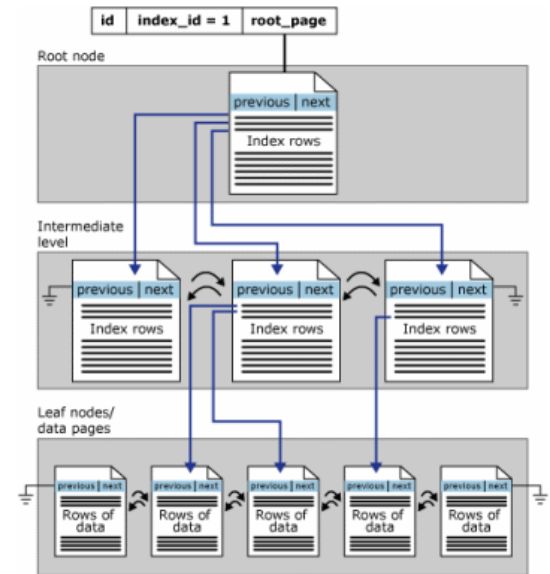 id index_id = 1 root_page
Root node
previous next
Index rows
Intermediate
level
previous next
Index rows
previous next
Index rows
previous next
Index rows
Leaf nodes/
data pages
previous next
Rows of
data
previous next
Rows of
data
previous next
Rows of
data
previous next
Rows of
data
previous next
Rows of
data